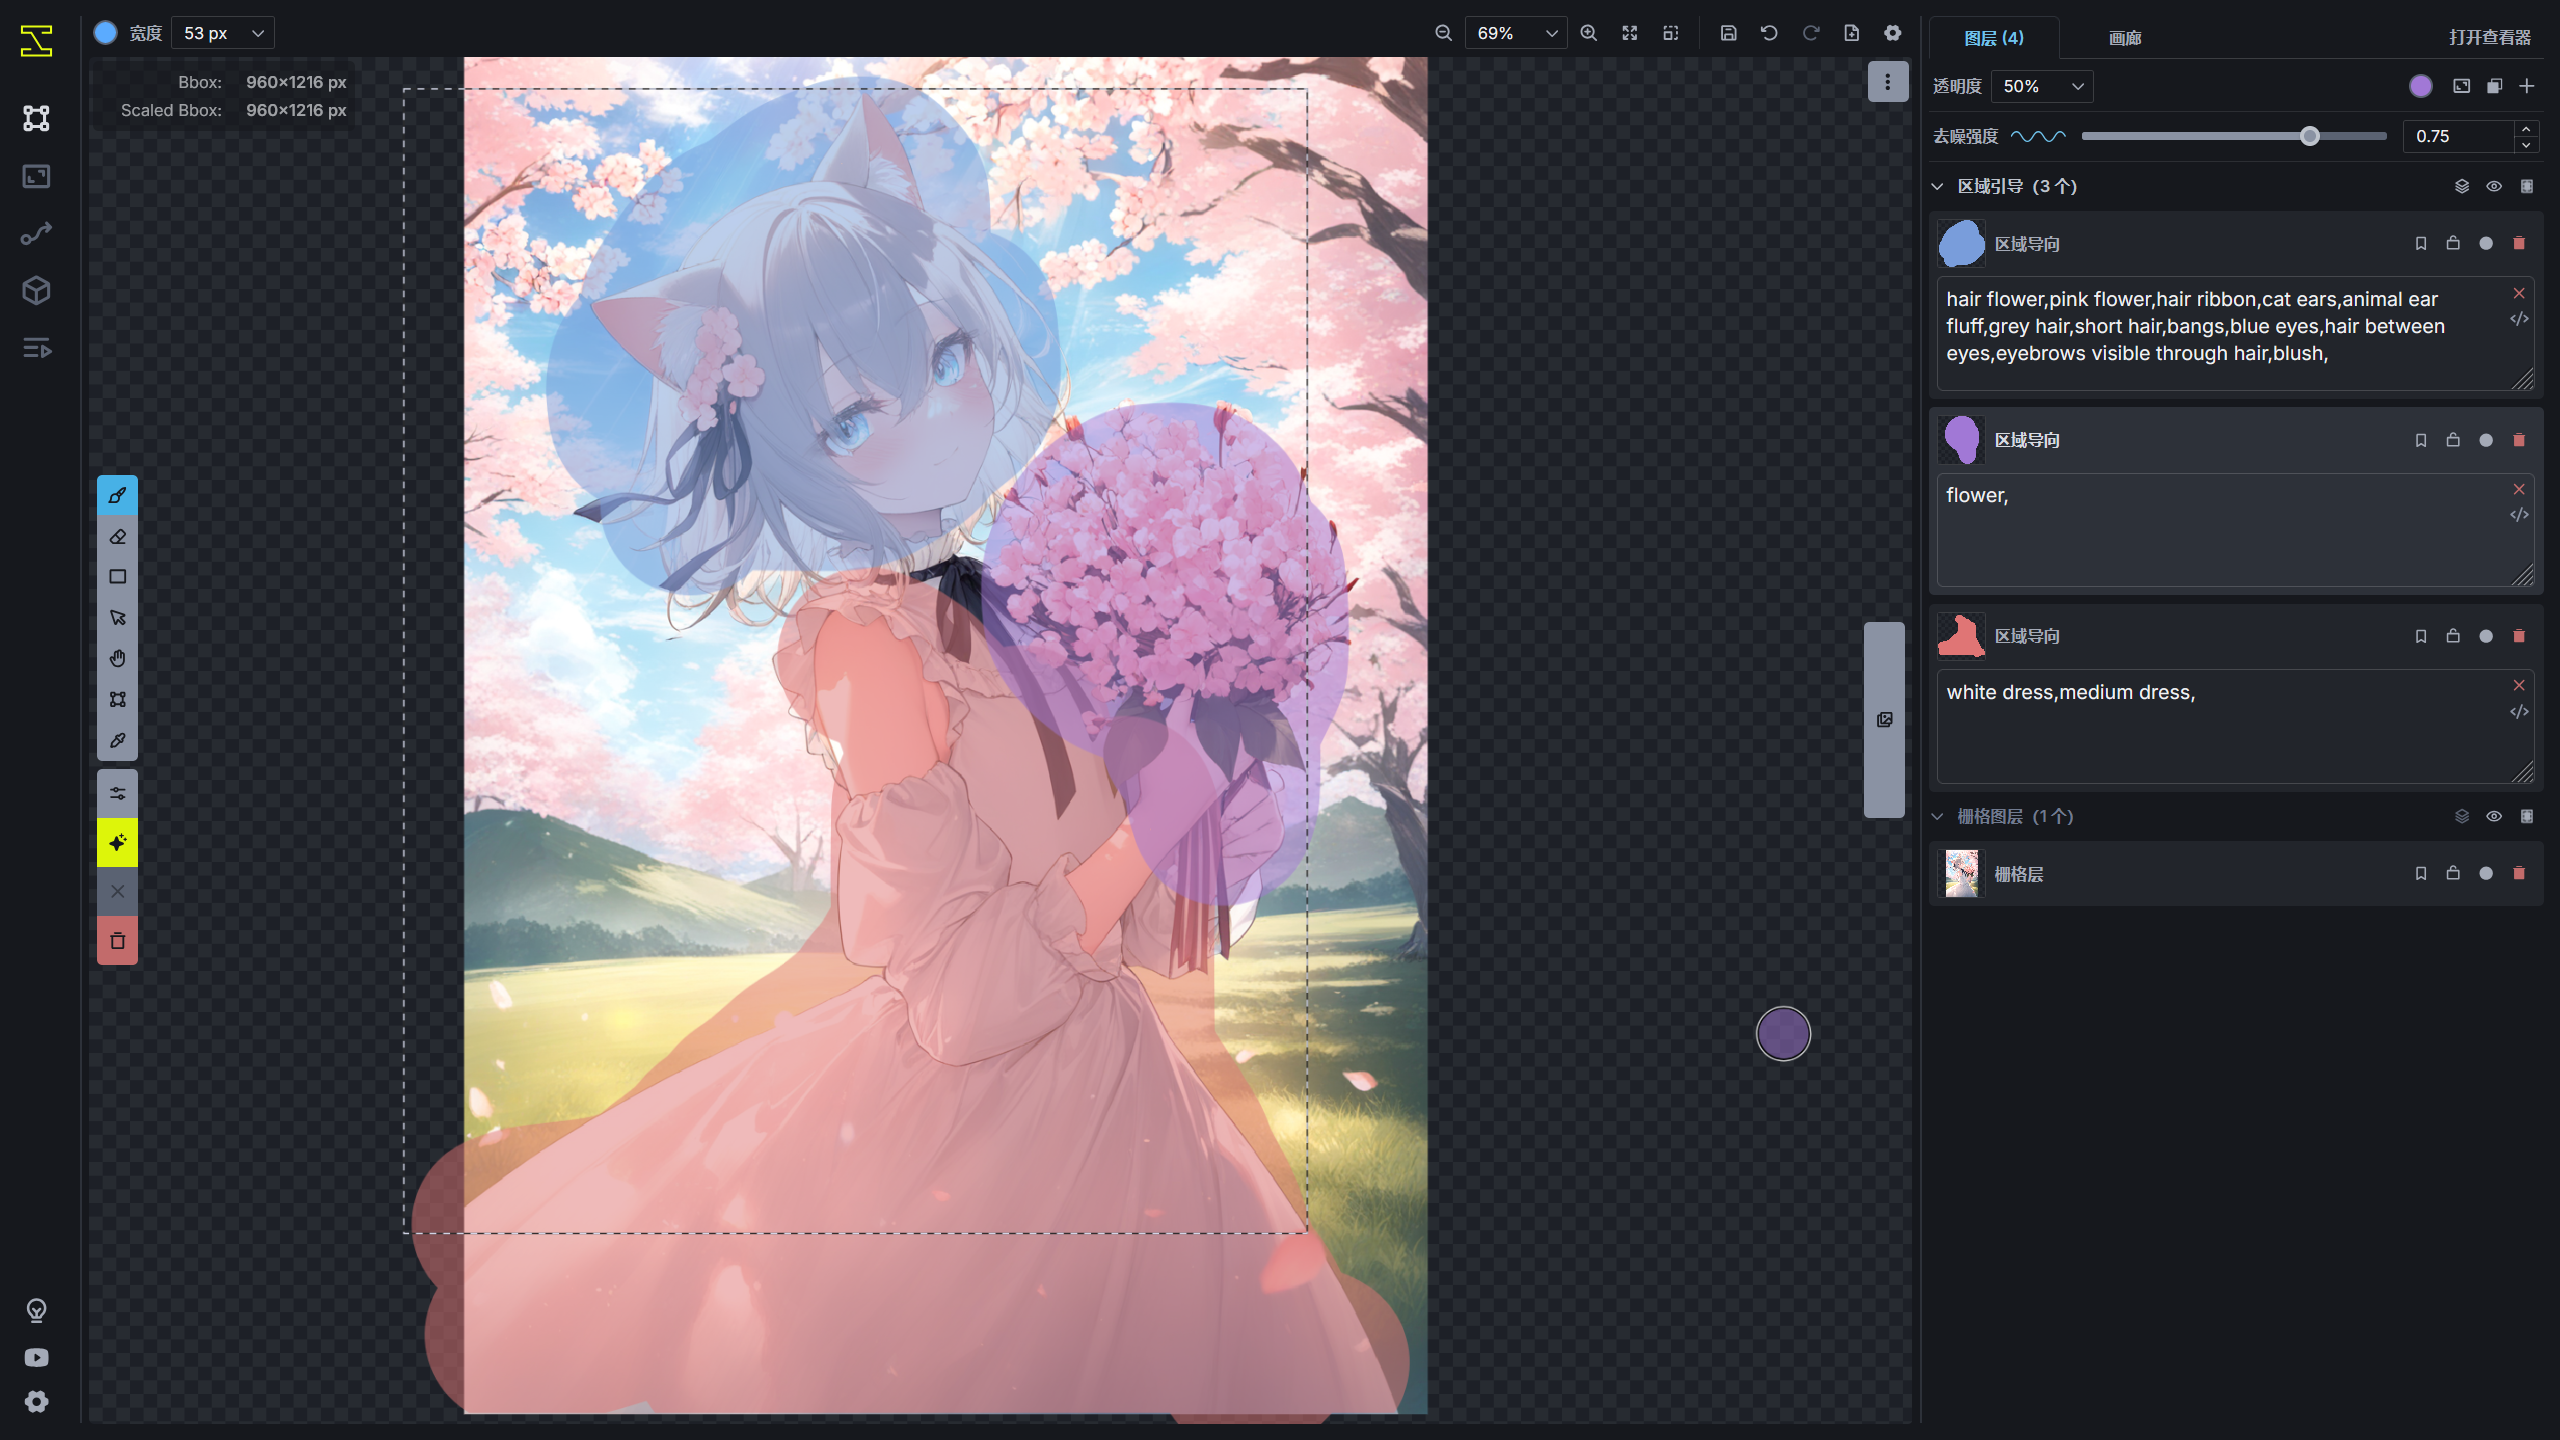 宽度
53 px
69%
Bbox: 960×1216 px
Scaled Bbox: 960×1216 px
图层 (4)
画廊
打开查看器
透明度
50%
去噪强度
0.75
区域引导 (3 个)
区域导向
hair flower,pink flower,hair ribbon,cat ears,animal ear
fluff,grey hair,short hair,bangs,blue eyes,hair between
eyes,eyebrows visible through hair,blush,
区域导向
flower,
区域导向
white dress,medium dress,
栅格图层 (1 个)
栅格层